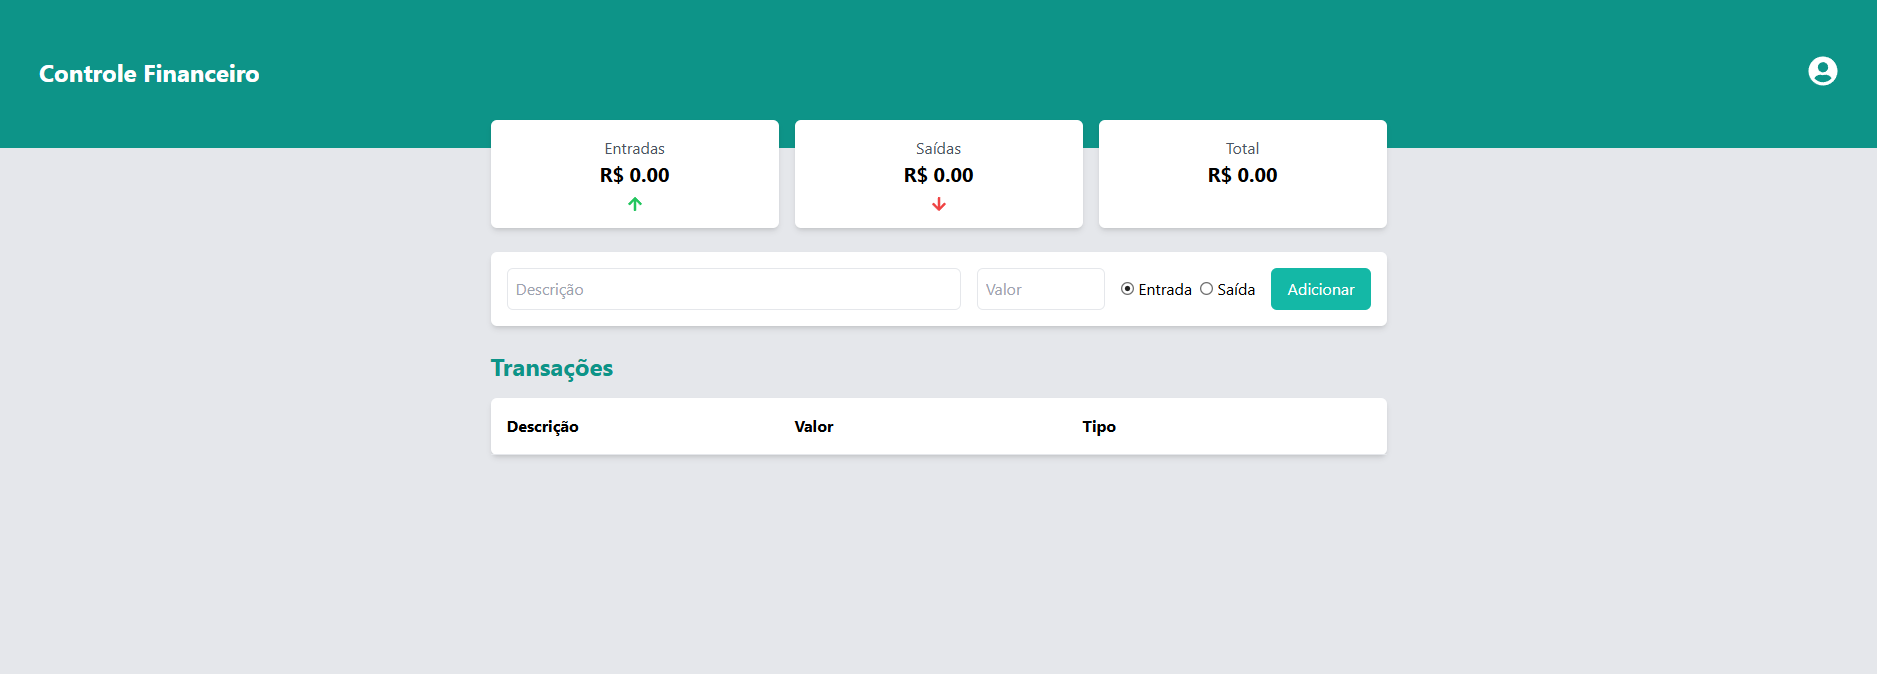 Controle Financeiro
Entradas
R$ 0.00
Saídas
R$ 0.00
Total
R$ 0.00
Descrição Valor Entrada Saída Adicionar
Transações
Descrição Valor Tipo